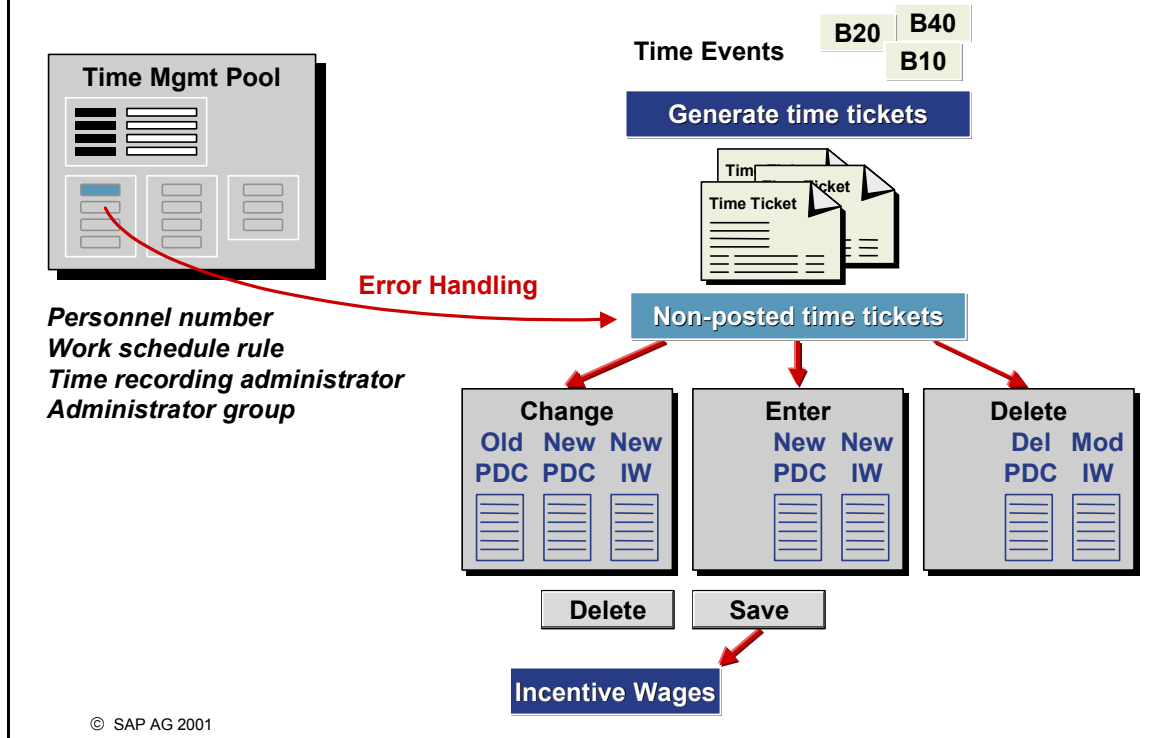 Time Mgmt Pool
Time Events
B20
B40
B10
Generate time tickets
Tim
Ticket
Time Ticket
Error Handling
Non-posted time tickets
Personnel number
Work schedule rule
Time recording administrator
Administrator group
Change
Old New New
PDC PDC IW
Enter
New New
PDC IW
Delete
Del Mod
PDC IW
Delete
Save
Incentive Wages
© SAP AG 2001